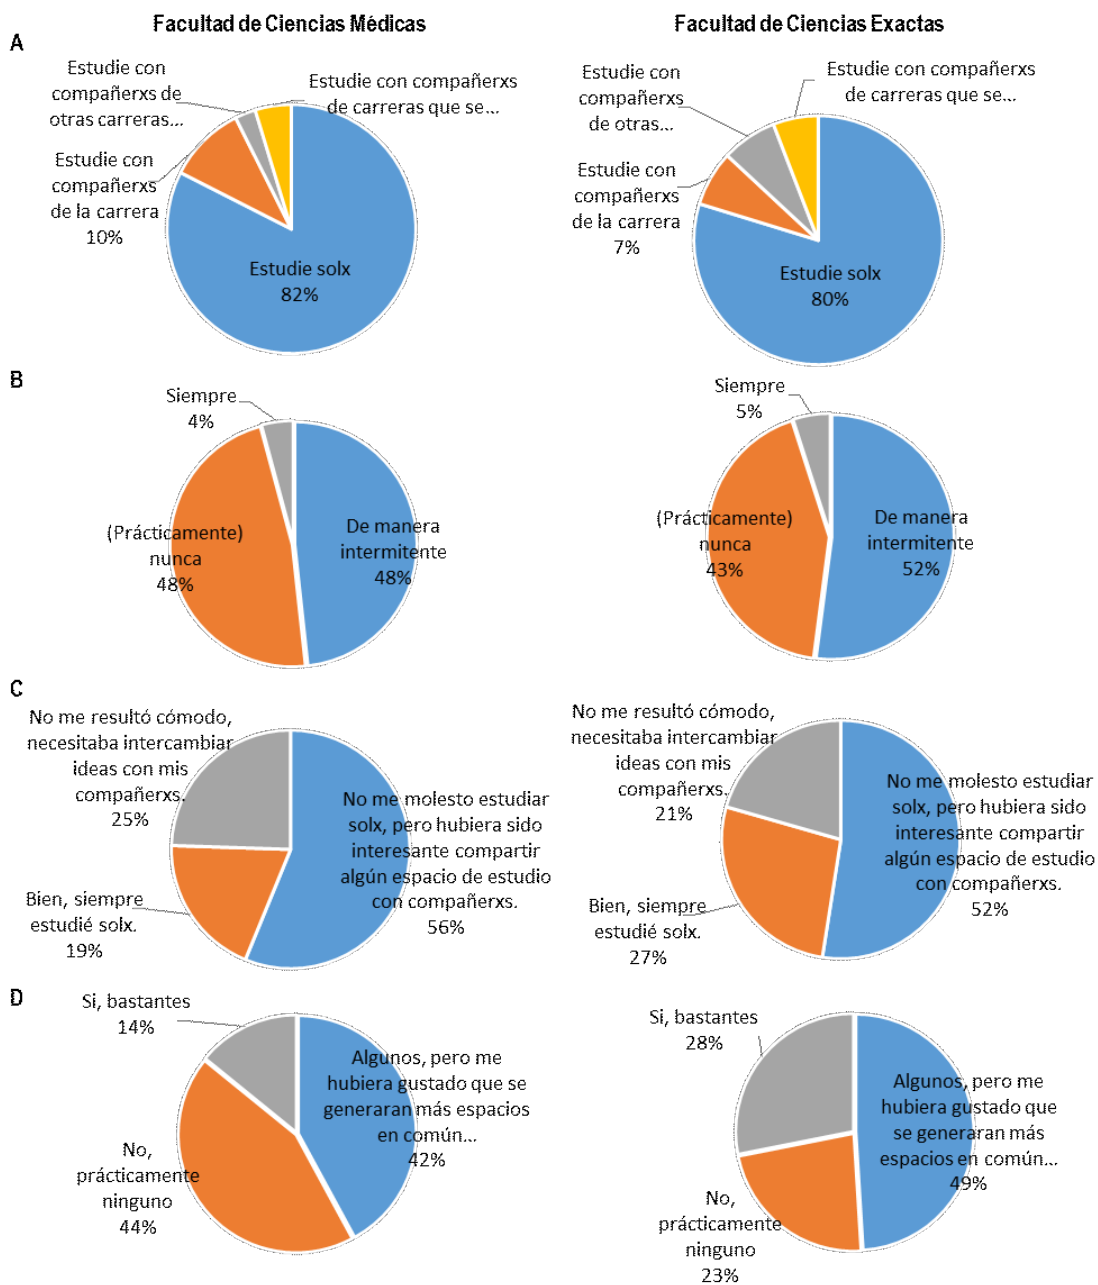 Facultad de Ciencias Médicas
Facultad de Ciencias Exactas
A
Estudie con
compañerxs de
otras carreras...
Estudie con compañerxs
de carreras que se...
Estudie con
compañerxs
de la carrera
10%
Estudie solx
82%
Estudie con
compañerxs
de otras...
Estudie con compañerxs
de carreras que se...
Estudie con
compañerxs
de la carrera
7%
Estudie solx
80%
B
Siempre
4%
(Prácticamente)
nunca
48%
De manera
intermitente
48%
Siempre
5%
(Prácticamente)
nunca
43%
De manera
intermitente
52%
C
No me resultó cómodo,
necesitaba intercambiar
ideas con mis
compañerxs.
25%
No me molesto estudiar
solx, pero hubiera sido
interesante compartir
algún espacio de estudio
con compañerxs.
56%
Bien, siempre
estudié solx.
19%
No me resultó cómodo,
necesitaba intercambiar
ideas con mis
compañerxs.
21%
No me molesto estudiar
solx, pero hubiera sido
interesante compartir
algún espacio de estudio
con compañerxs.
52%
Bien, siempre
estudié solx.
27%
D
Si, bastantes
14%
Algunos, pero me
hubiera gustado que se
generaran más espacios
en común...
42%
No,
prácticamente
ninguno
44%
Si, bastantes
28%
Algunos, pero me
hubiera gustado que
se generaran más
espacios en común...
49%
No,
prácticamente
ninguno
23%